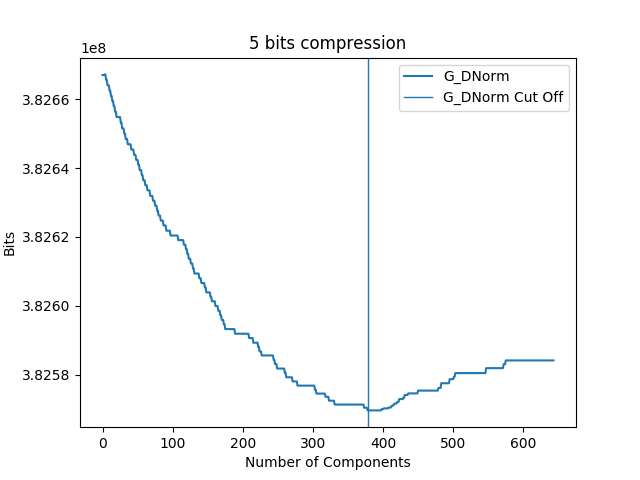 5 bits compression
1e8
G_DNorm
G_DNorm Cut Off
3.8266
3.8264
3.8262
3.8260
3.8258
Bits
0 100 200 300 400 500 600
Number of Components